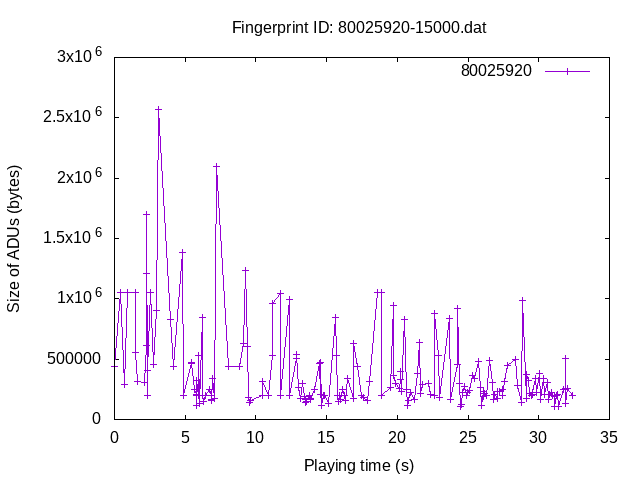 Fingerprint ID: 80025920-15000.dat
80025920
Size of ADUs (bytes)
3x10^6
2.5x10^6
2x10^6
1.5x10^6
1x10^6
500000
0
0 5 10 15 20 25 30 35
Playing time (s)